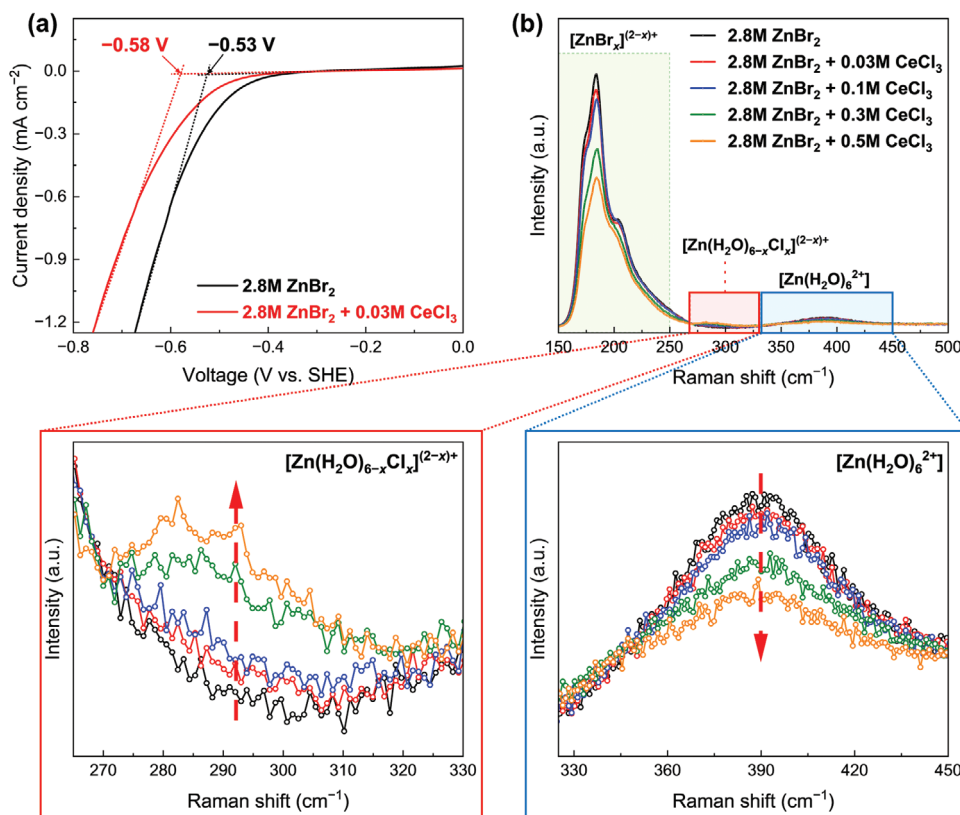 (a)
−0.58 V
−0.53 V
0.0
−0.3
−0.6
−0.9
−1.2
Current density (mA cm⁻²)
2.8M ZnBr₂
2.8M ZnBr₂ + 0.03M CeCl₃
−0.8
−0.6
−0.4
−0.2
0.0
Voltage (V vs. SHE)
(b)
[ZnBrₓ]⁽²⁻ˣ⁾⁺
2.8M ZnBr₂
2.8M ZnBr₂ + 0.03M CeCl₃
2.8M ZnBr₂ + 0.1M CeCl₃
2.8M ZnBr₂ + 0.3M CeCl₃
2.8M ZnBr₂ + 0.5M CeCl₃
Intensity (a.u.)
[Zn(H₂O)₆₋ₓClₓ]⁽²⁻ˣ⁾⁺
[Zn(H₂O)₆²⁺]
150
200
250
300
350
400
450
500
Raman shift (cm⁻¹)
[Zn(H₂O)₆₋ₓClₓ]⁽²⁻ˣ⁾⁺
Intensity (a.u.)
270
280
290
300
310
320
330
Raman shift (cm⁻¹)
[Zn(H₂O)₆²⁺]
Intensity (a.u.)
330
360
390
420
450
Raman shift (cm⁻¹)